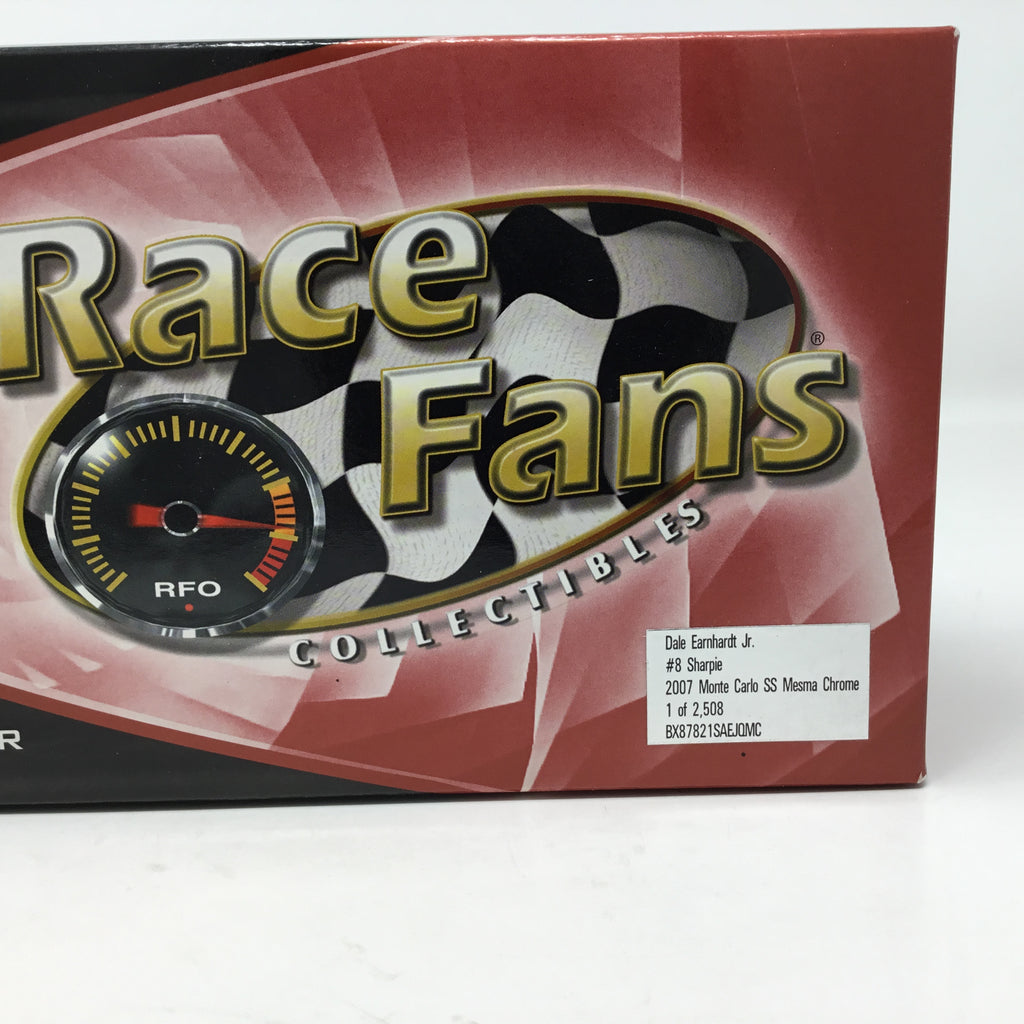 Race
Fans
®
RFO
COLLECTIBLES
R
Dale Earnhardt Jr.
#8 Sharpie
2007 Monte Carlo SS Mesma Chrome
1 of 2,508
BX87821SAEJQMC